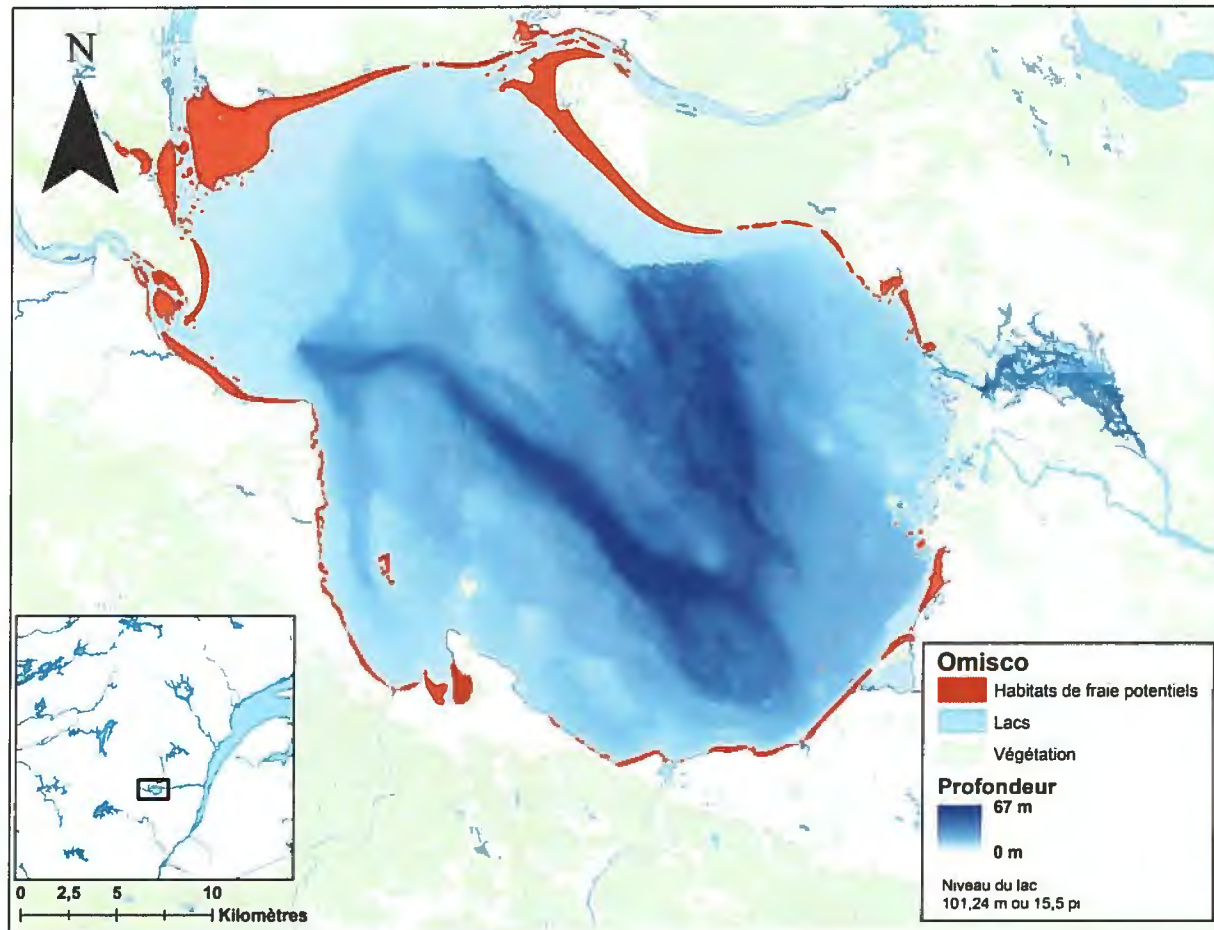 N
Omisco
Habitats de fraie potentiels
Lacs
Végétation
Profondeur
67 m
0 m
Niveau du lac
101,24 m ou 15,5 pi
0 2,5 5 10
Kilomètres